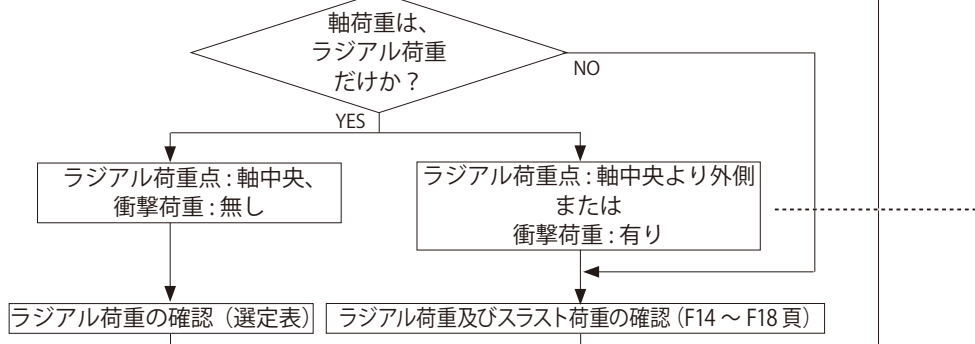 軸荷重は、
ラジアル荷重
だけか？
NO
YES
ラジアル荷重点：軸中央、
衝撃荷重：無し
ラジアル荷重点：軸中央より外側
または
衝撃荷重：有り
ラジアル荷重の確認（選定表）
ラジアル荷重及びスラスト荷重の確認（F14 ～ F18 頁）